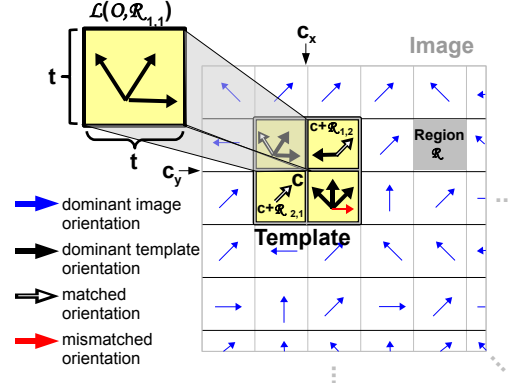 ℒ(O,ℛ1,1)
cx
Image
t
t
c+ℛ1,2
Region
ℛ
cy
c
c+ℛ2,1
Template
dominant image
orientation
dominant template
orientation
matched
orientation
mismatched
orientation